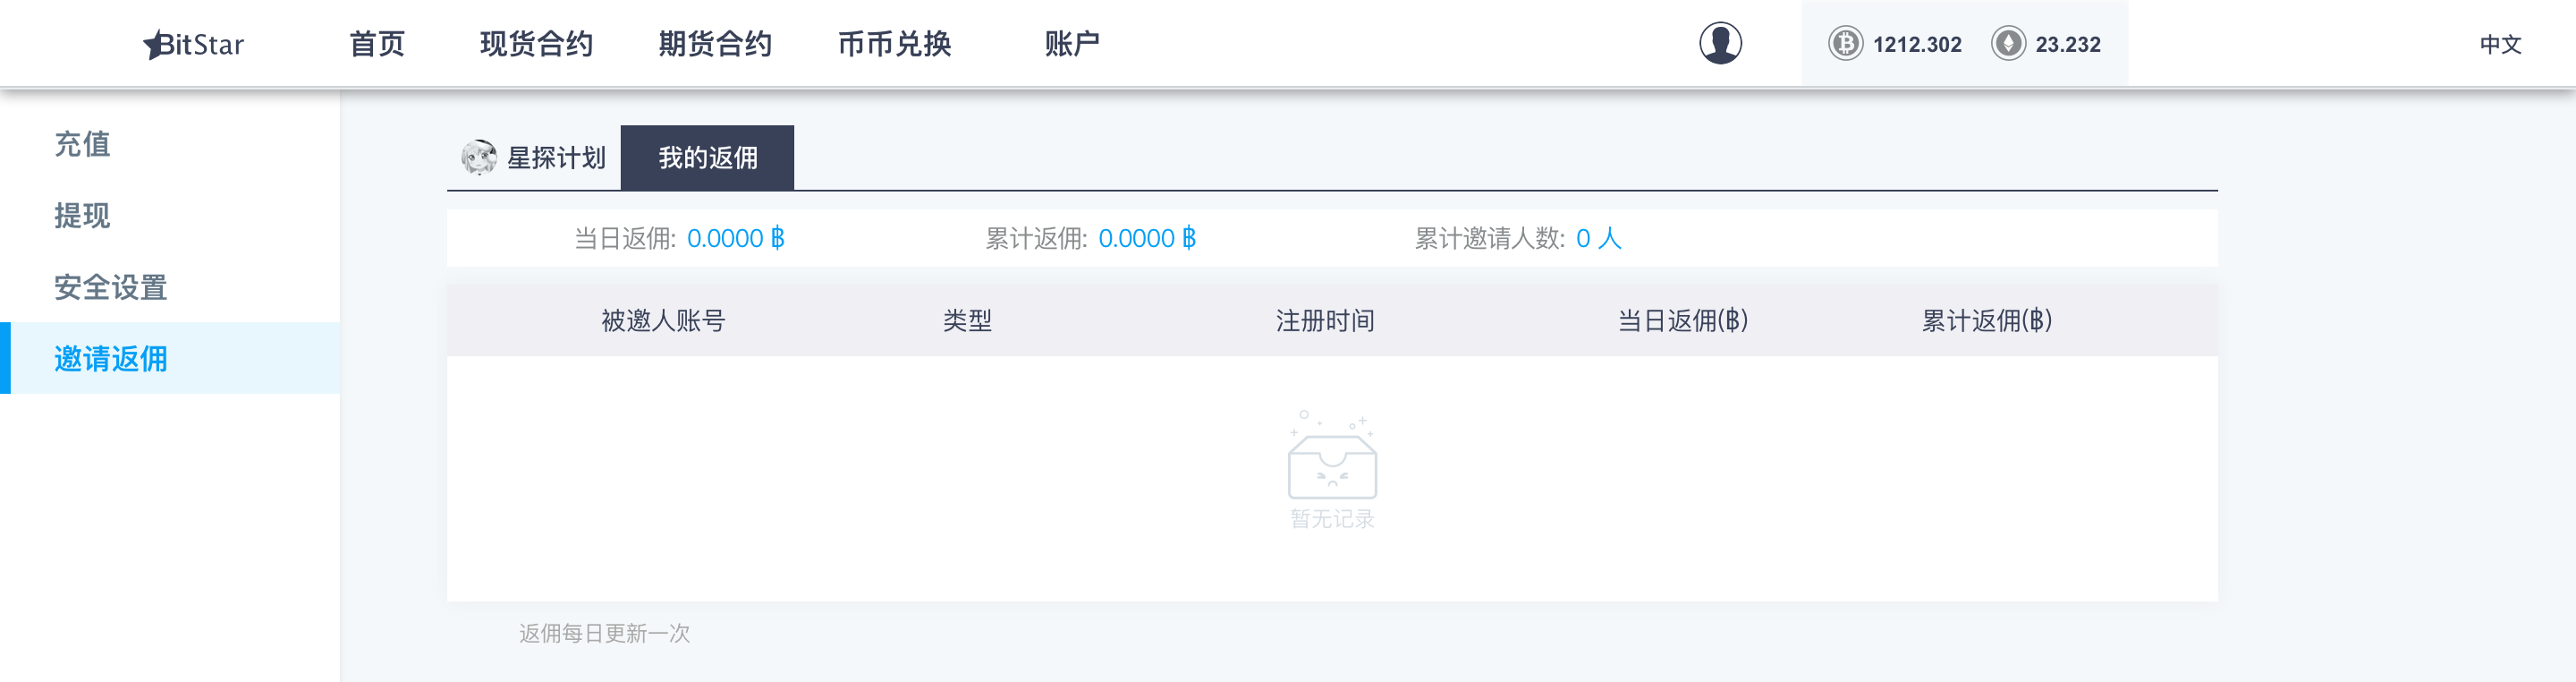 BitStar 首页 现货合约 期货合约 币币兑换 账户 1212.302 23.232 中文
充值
提现
安全设置
邀请返佣
星探计划 我的返佣
当日返佣: 0.0000 ฿ 累计返佣: 0.0000 ฿ 累计邀请人数: 0 人
被邀人账号 类型 注册时间 当日返佣(฿) 累计返佣(฿)
暂无记录
返佣每日更新一次